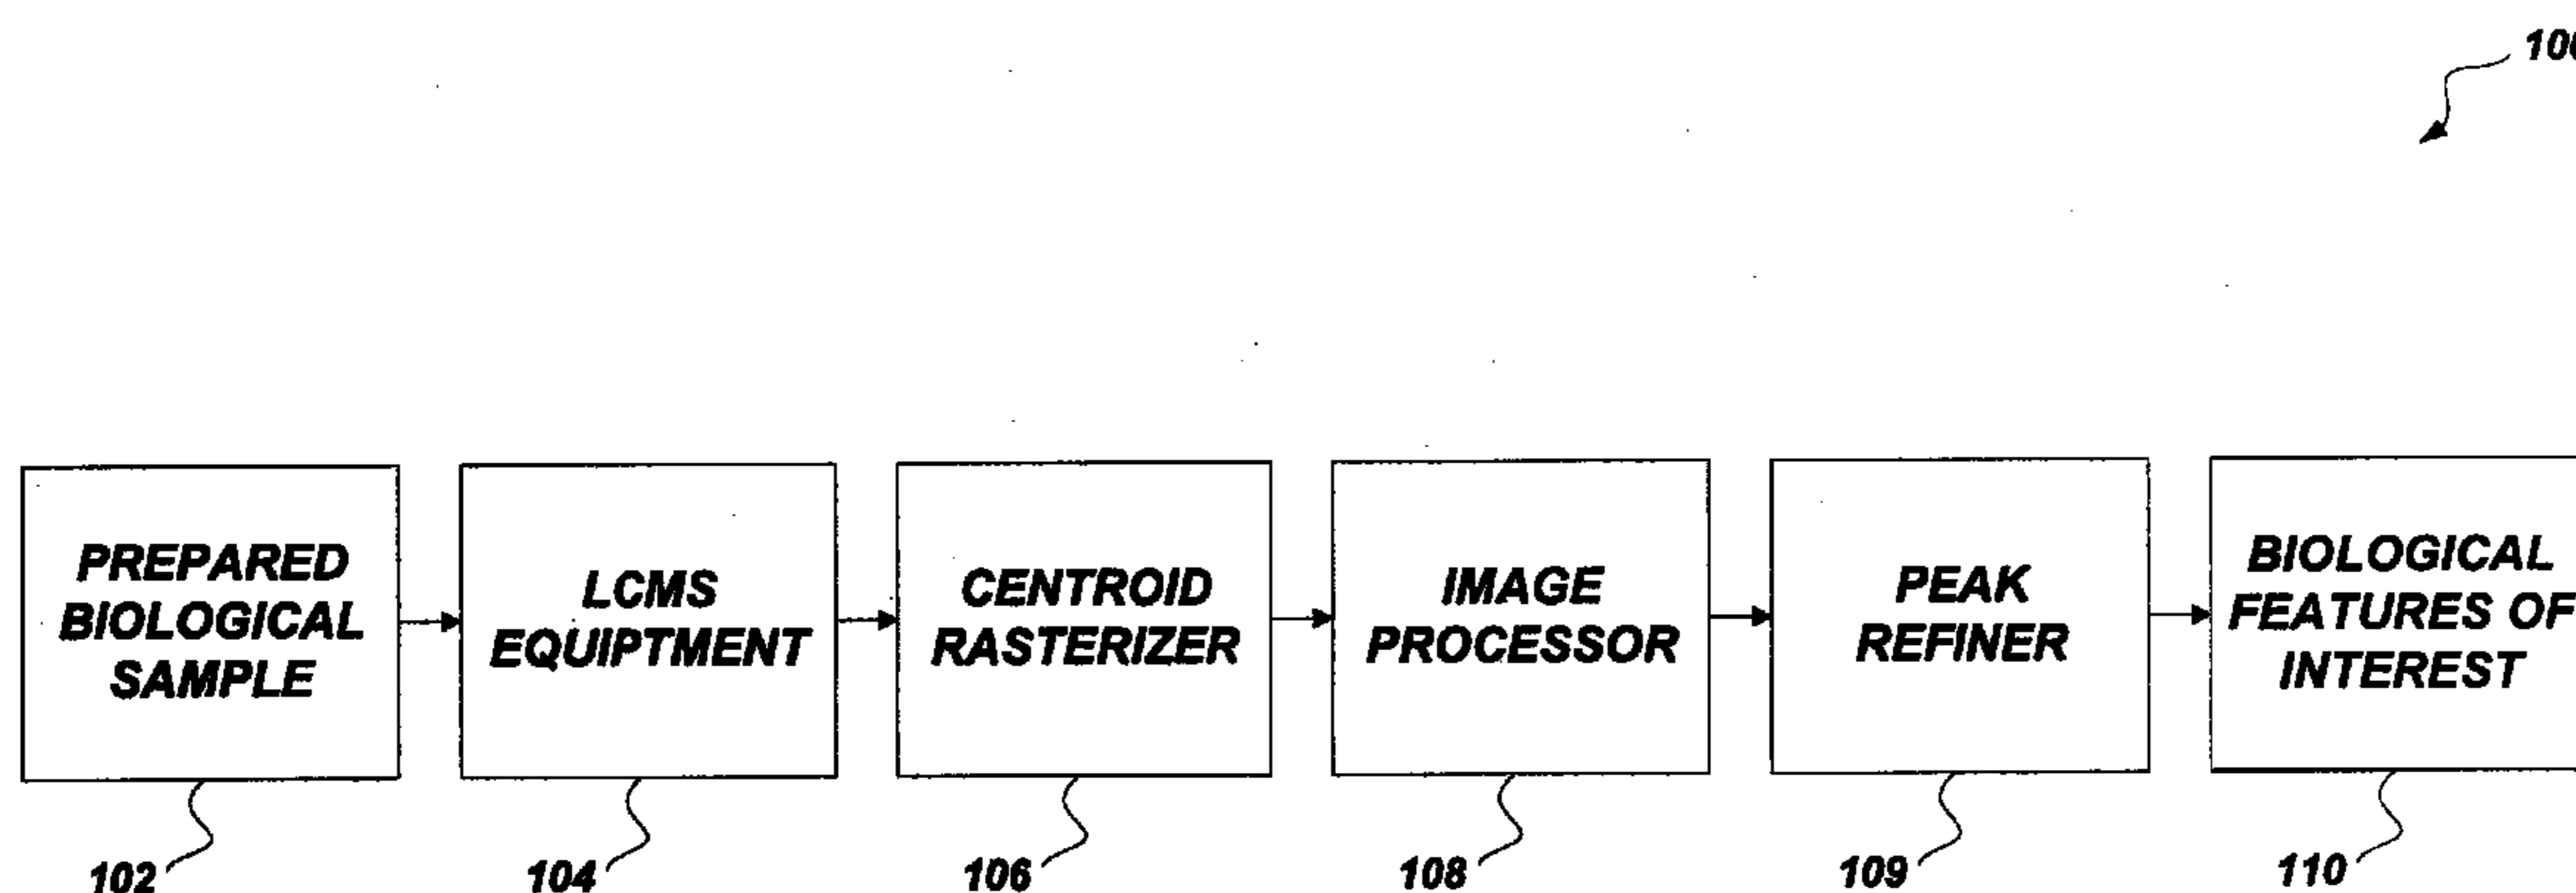 100
PREPARED
BIOLOGICAL
SAMPLE
LCMS
EQUIPTMENT
CENTROID
RASTERIZER
IMAGE
PROCESSOR
PEAK
REFINER
BIOLOGICAL
FEATURES OF
INTEREST
102
104
106
108
109
110